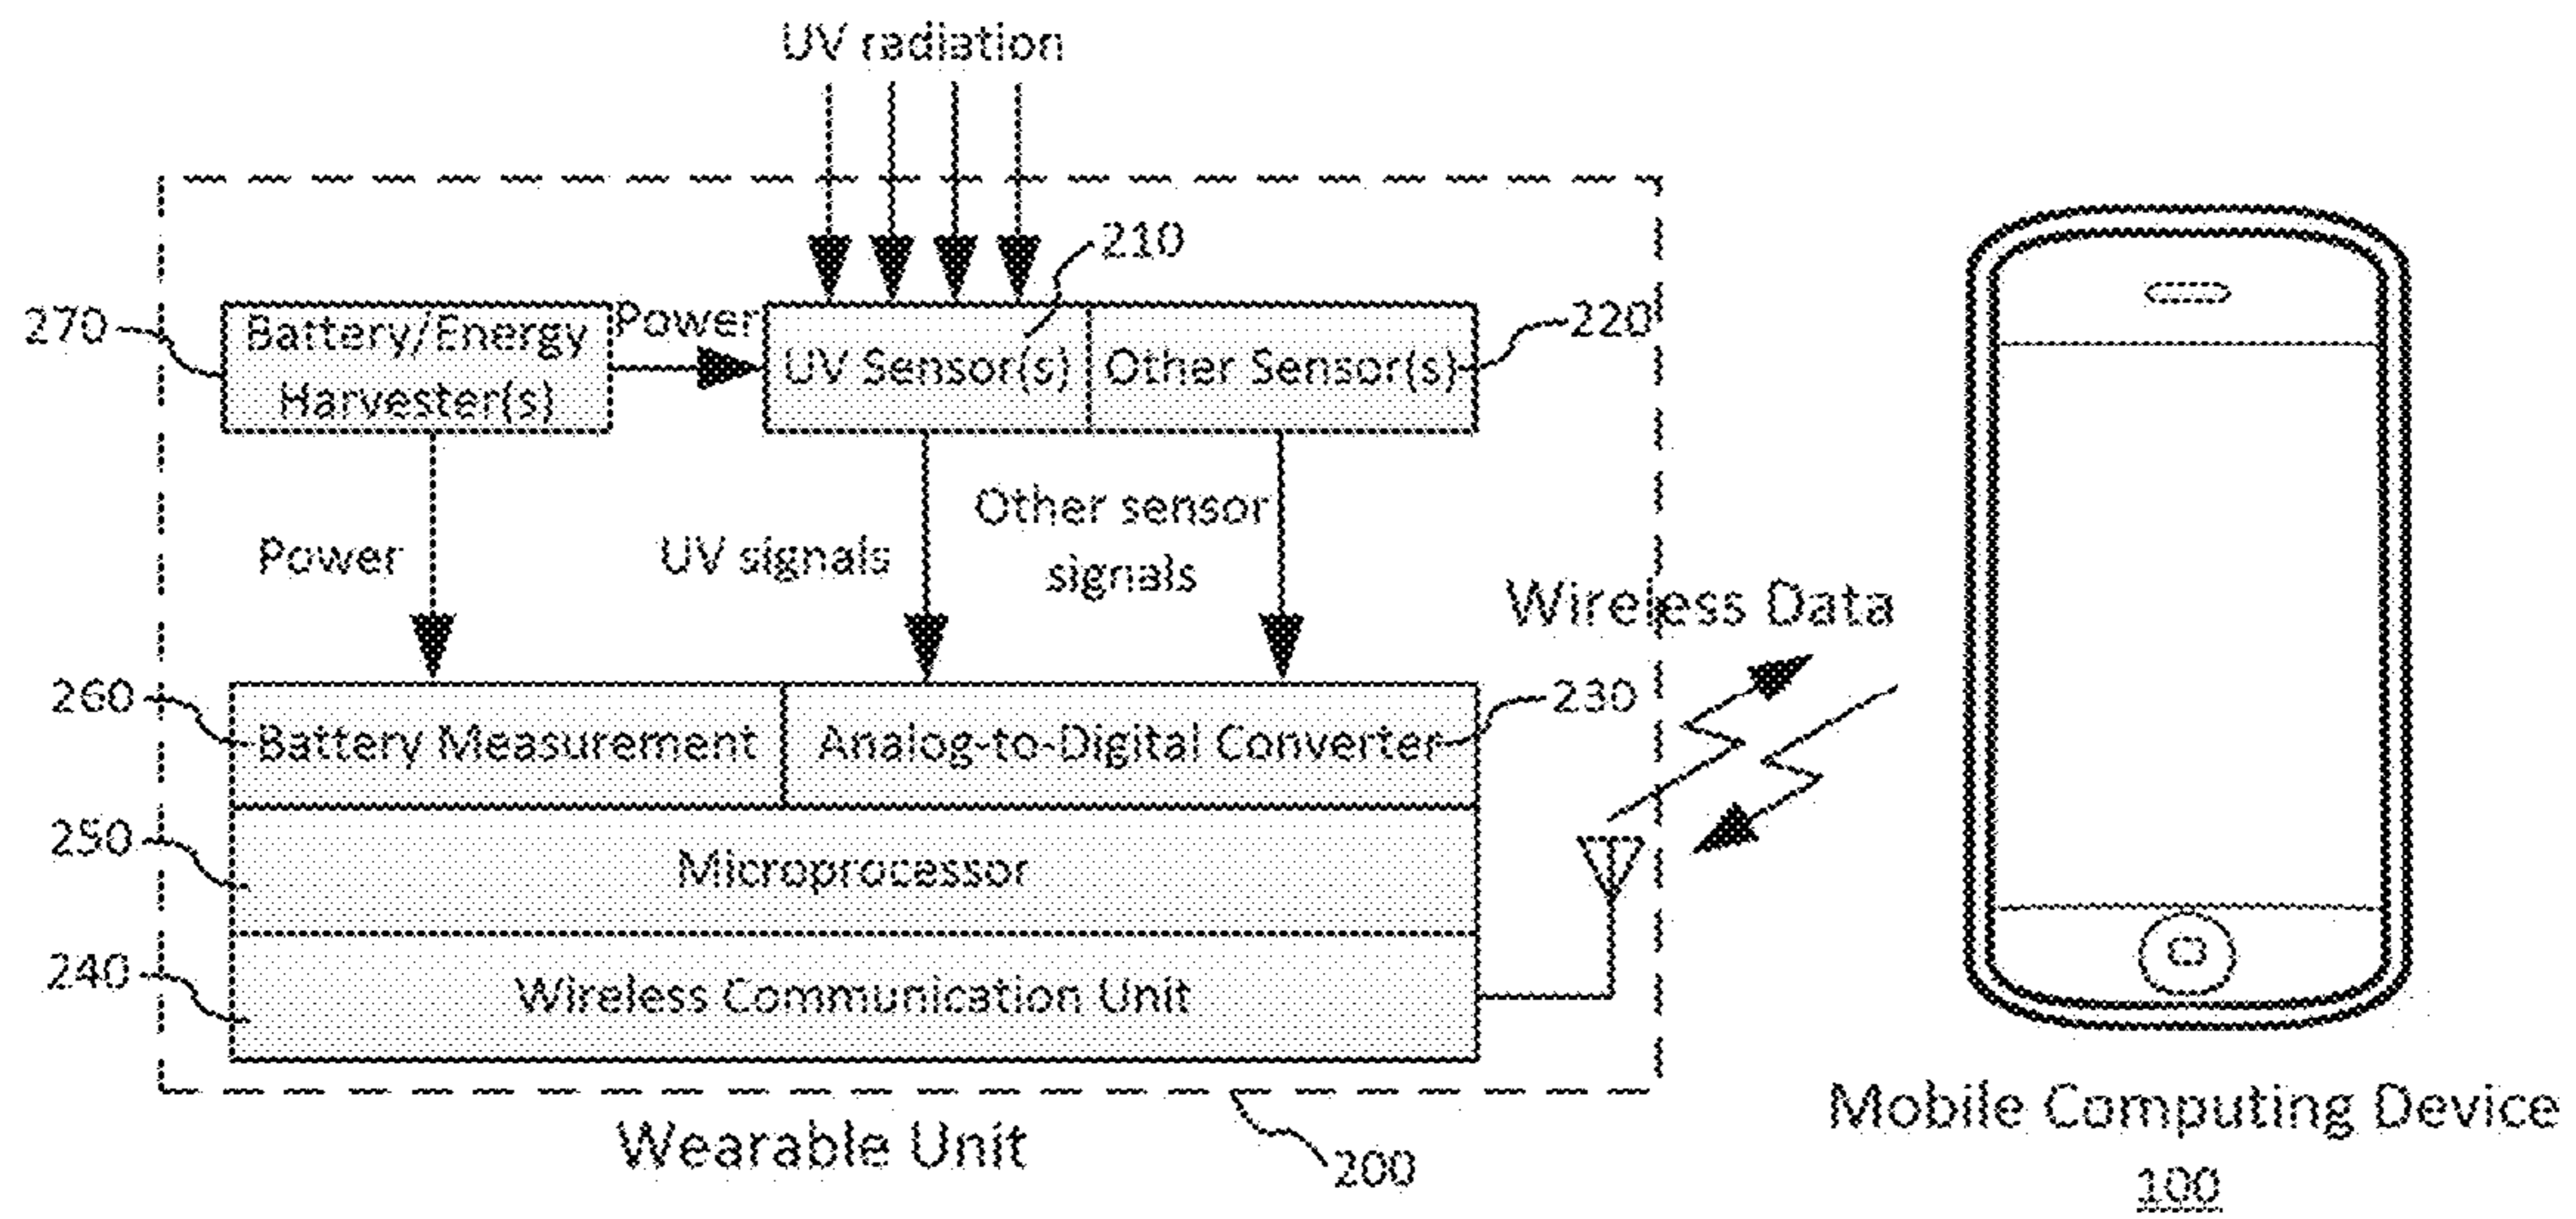 UV radiation
210
270
Battery/Energy
Harvester(s)
Power
UV Sensor(s)
Other Sensor(s)
220
Power
UV signals
Other sensor
signals
Wireless Data
260
Battery Measurement
Analog-to-Digital Converter
230
250
Microprocessor
240
Wireless Communication Unit
Wearable Unit
200
Mobile Computing Device
100